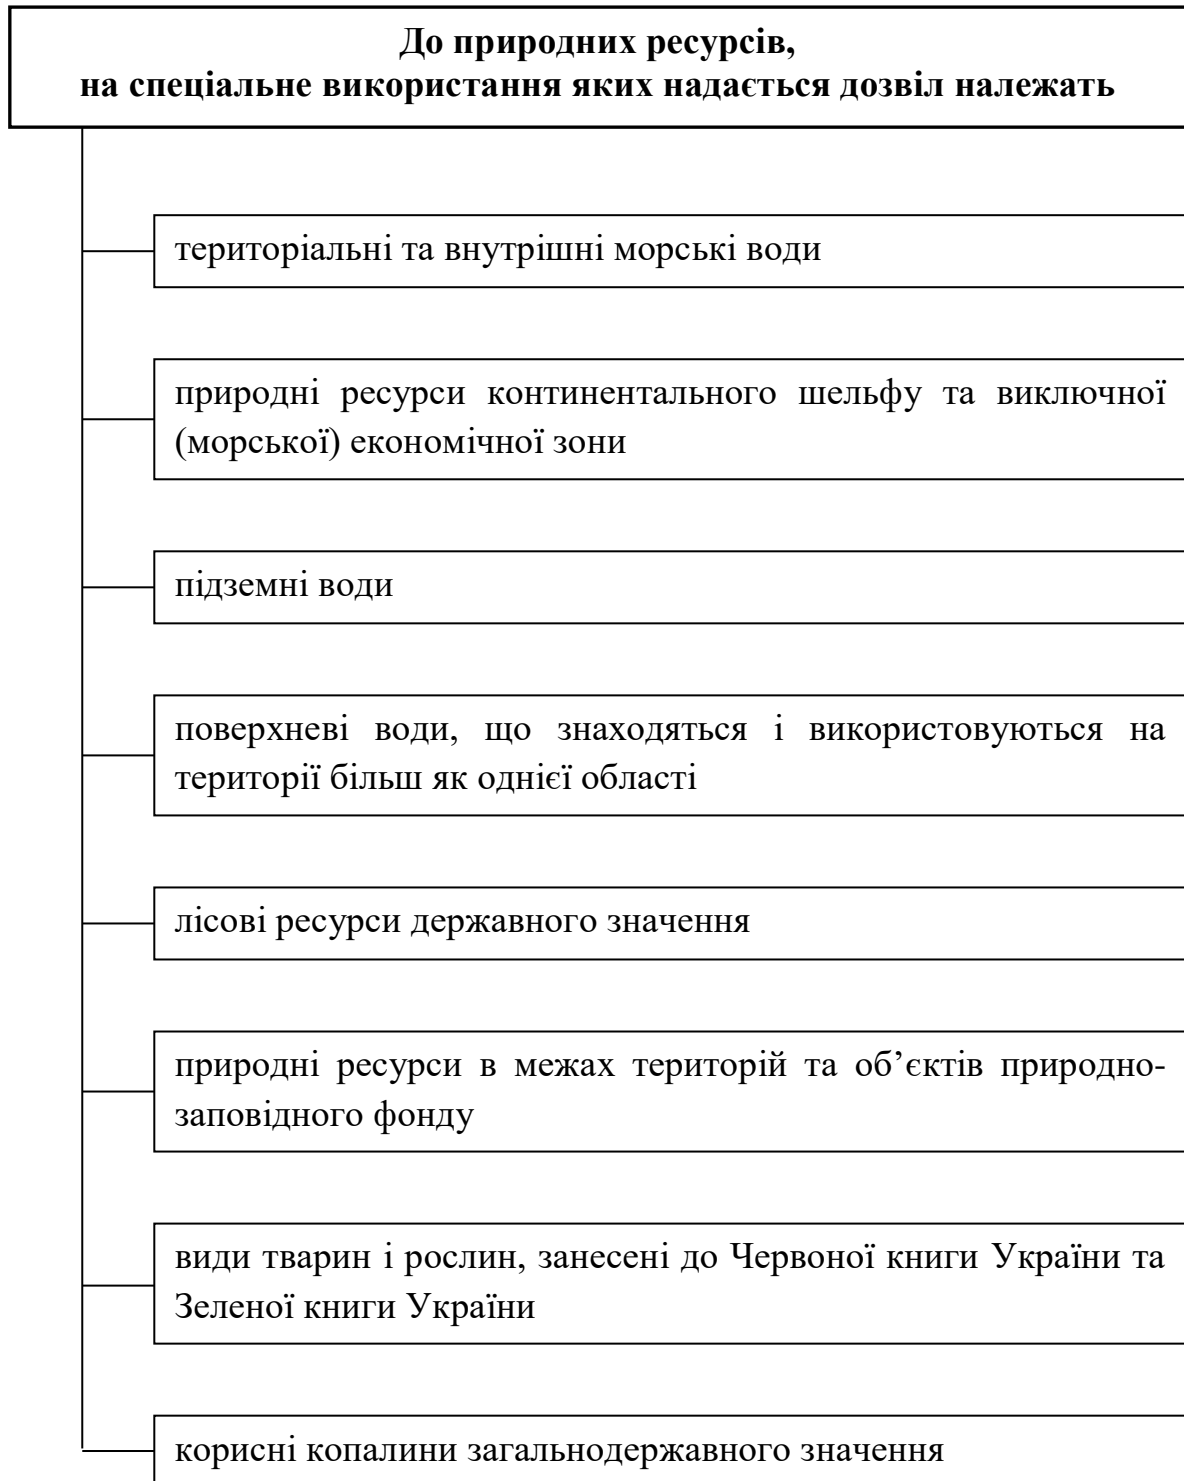 До природних ресурсів,
на спеціальне використання яких надається дозвіл належать
територіальні та внутрішні морські води
природні ресурси континентального шельфу та виключної
(морської) економічної зони
підземні води
поверхневі води, що знаходяться і використовуються на
території більш як однієї області
лісові ресурси державного значення
природні ресурси в межах територій та об’єктів природно-
заповідного фонду
види тварин і рослин, занесені до Червоної книги України та
Зеленої книги України
корисні копалини загальнодержавного значення